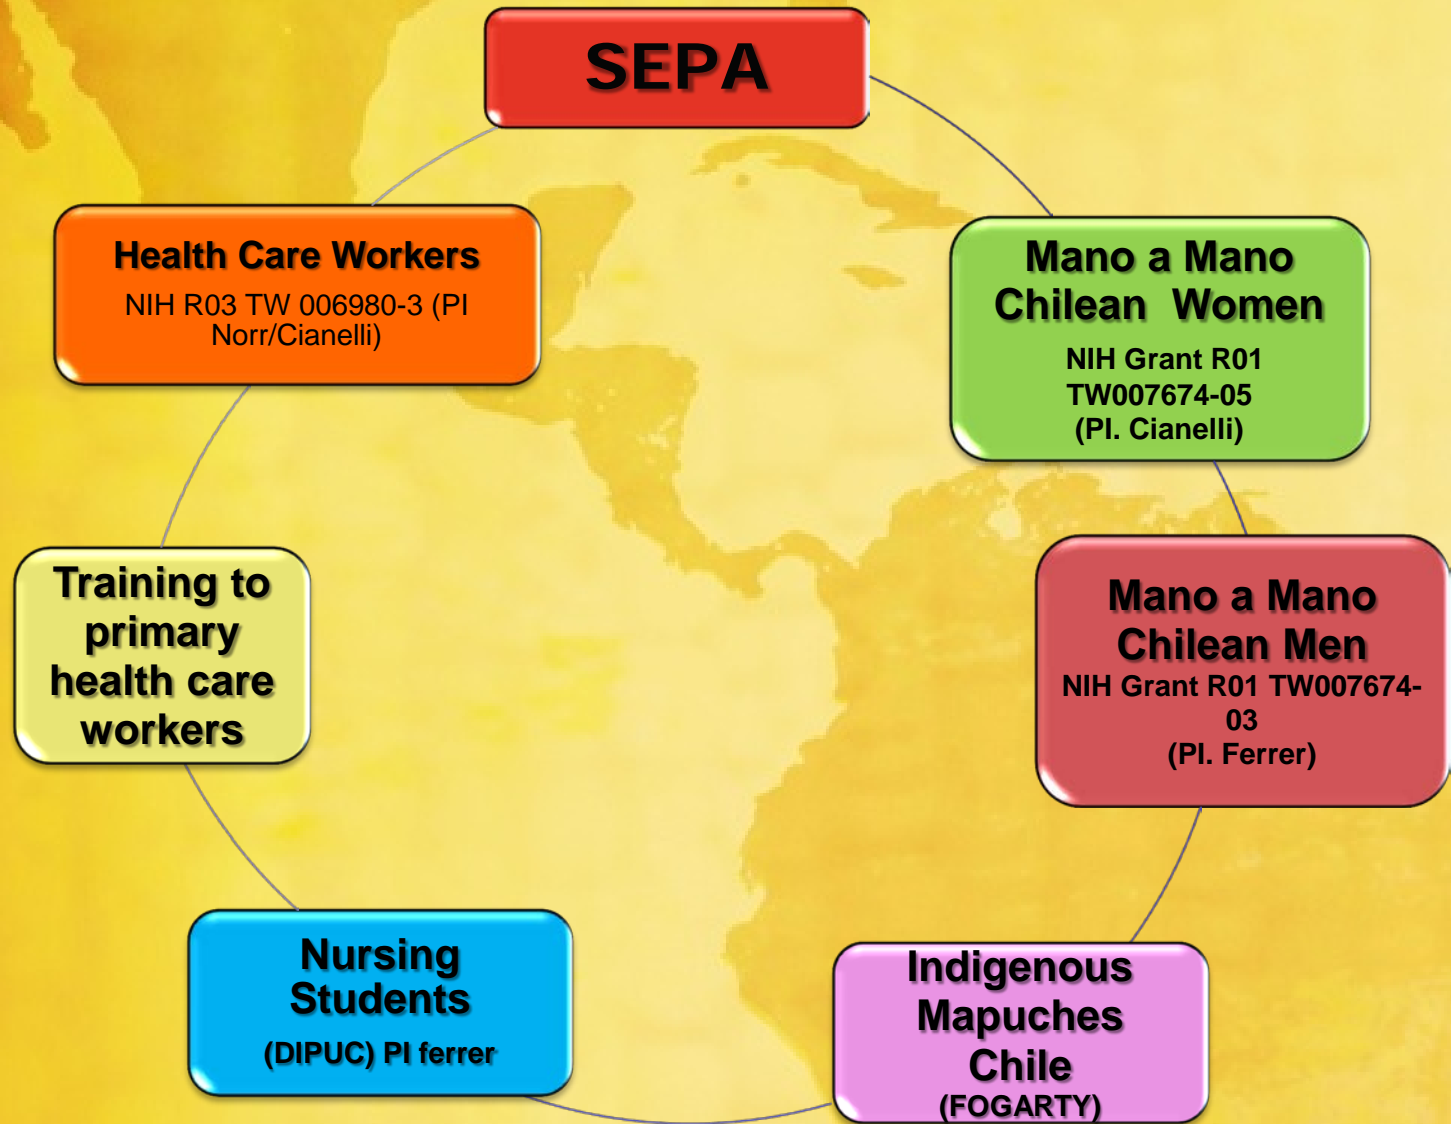 SEPA
Health Care Workers
NIH R03 TW 006980-3 (PI
Norr/Cianelli)
Mano a Mano
Chilean Women
NIH Grant R01
TW007674-05
(PI. Cianelli)
Training to
primary
health care
workers
Mano a Mano
Chilean Men
NIH Grant R01 TW007674-
03
(PI. Ferrer)
Nursing
Students
(DIPUC) PI ferrer
Indigenous
Mapuches
Chile
(FOGARTY)